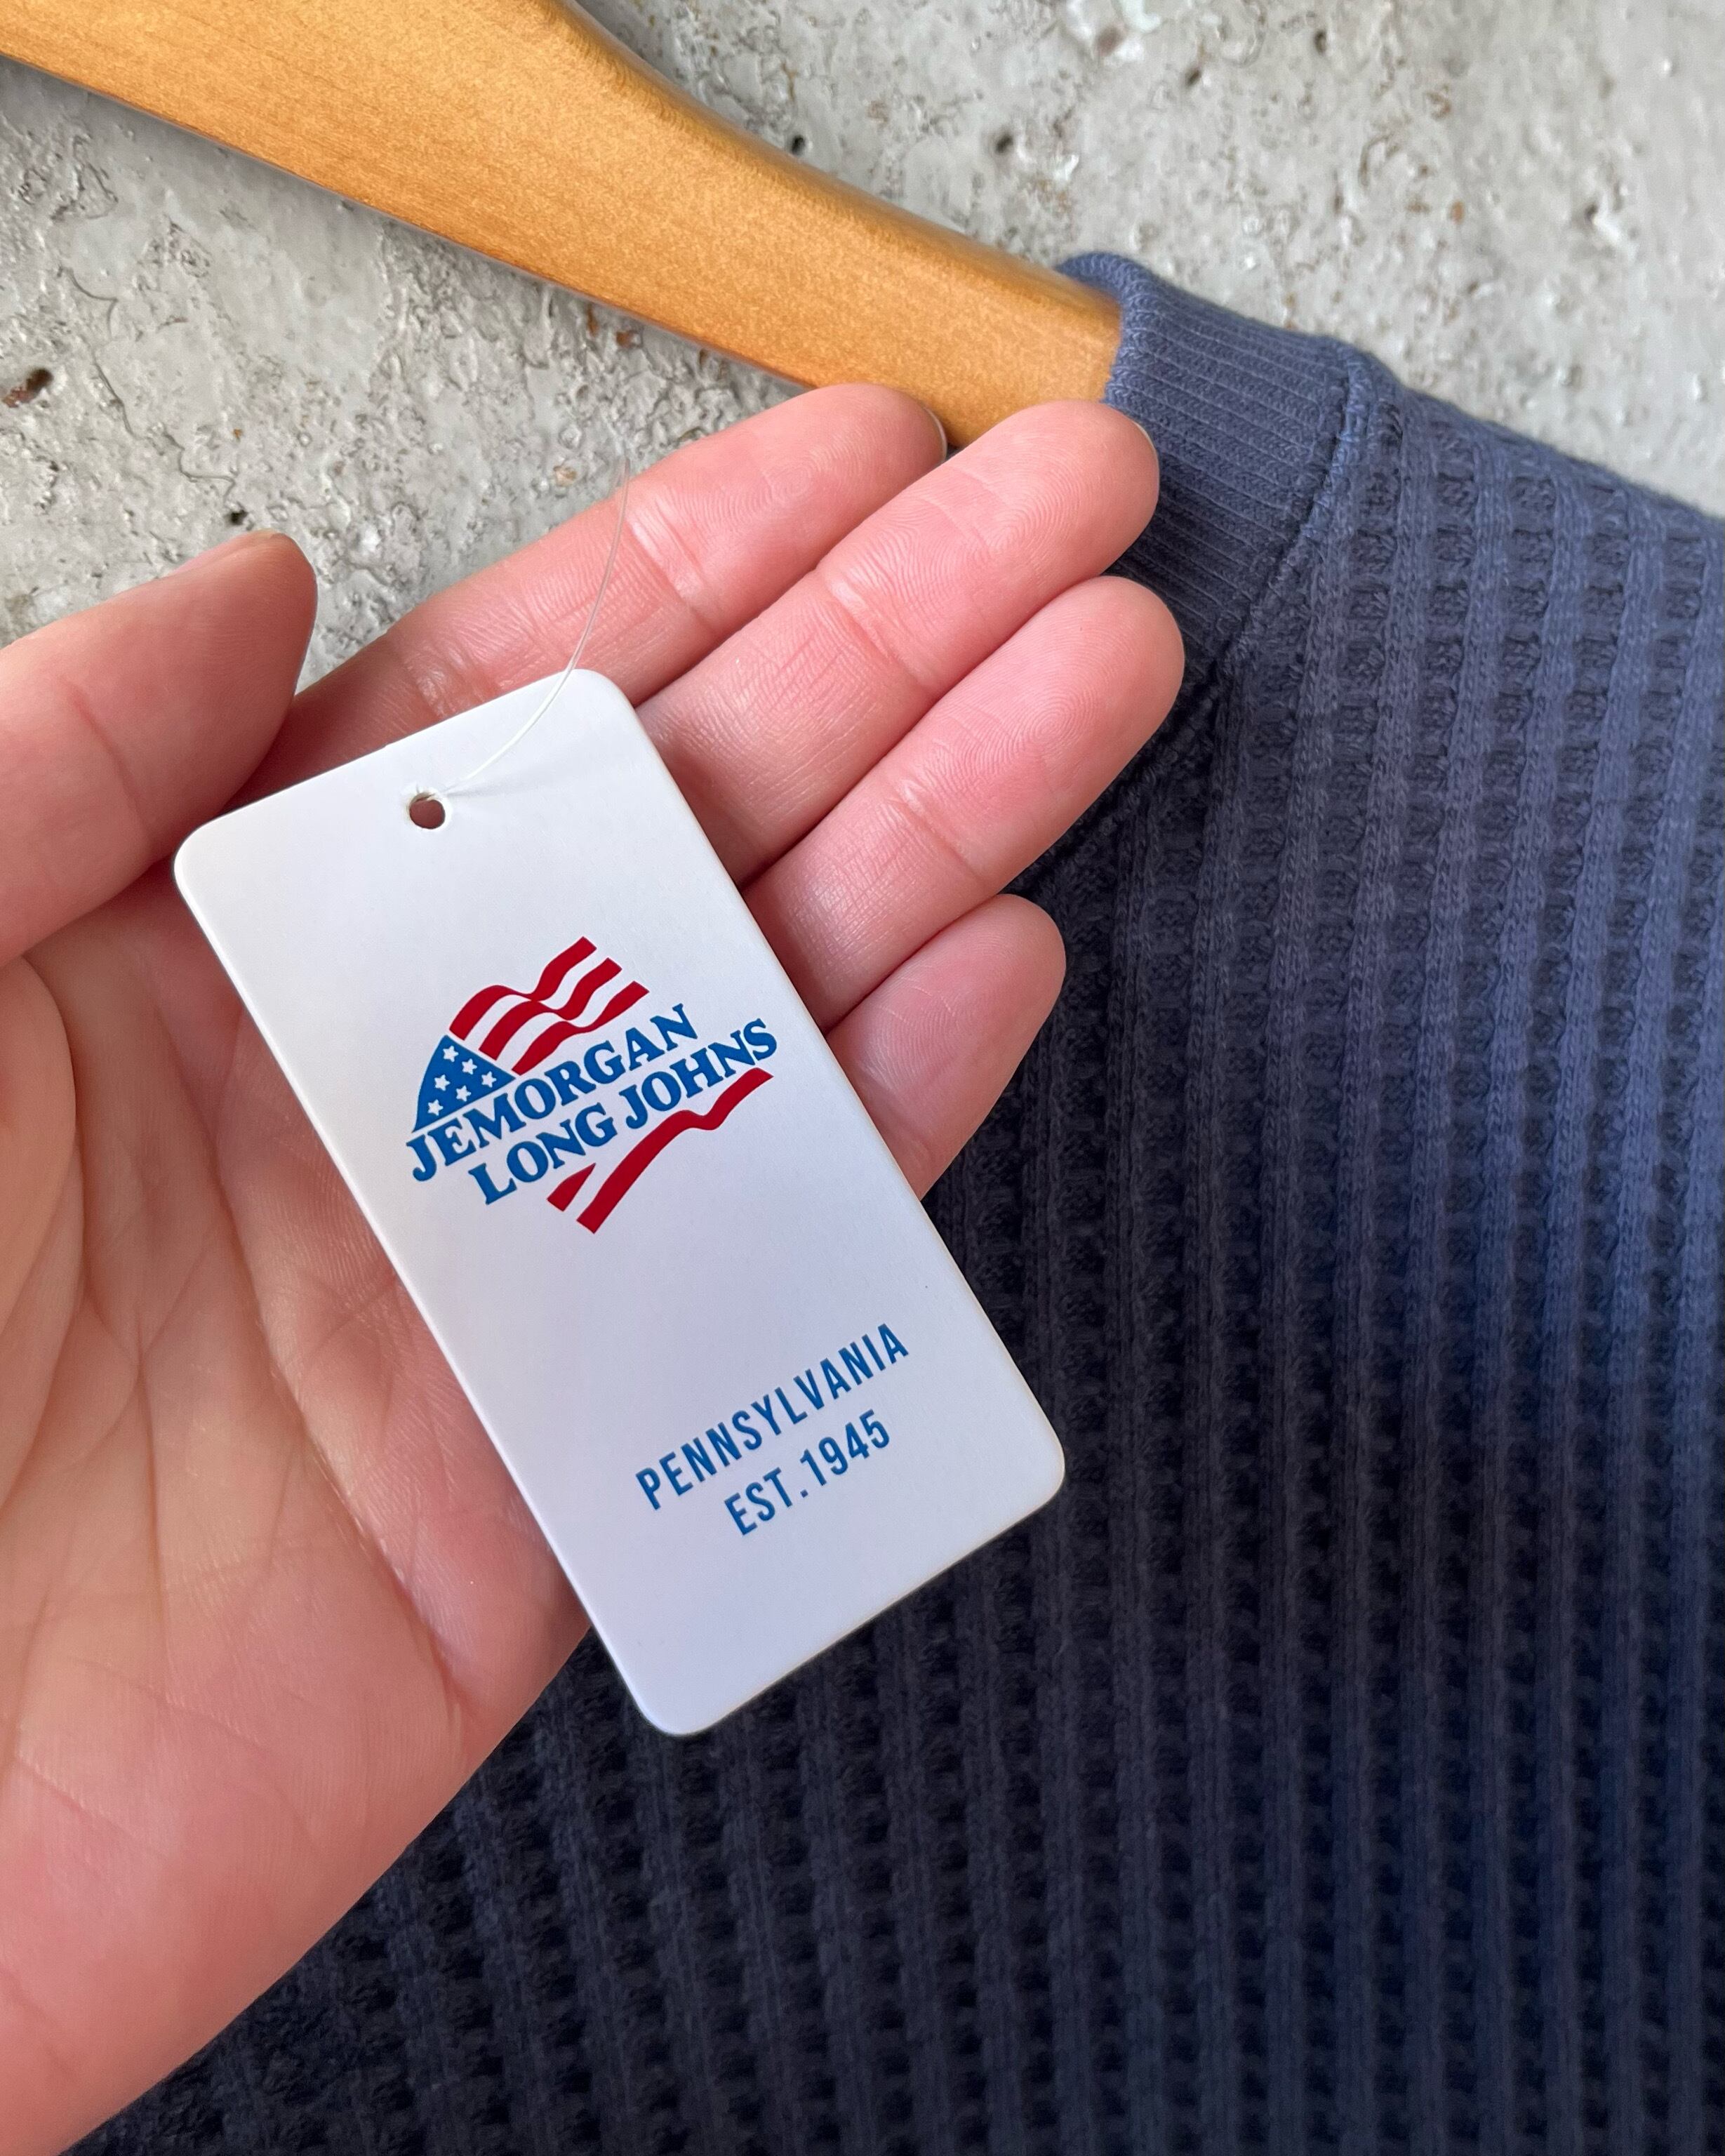 JEMORGAN
LONG JOHNS
PENNSYLVANIA
EST.1945